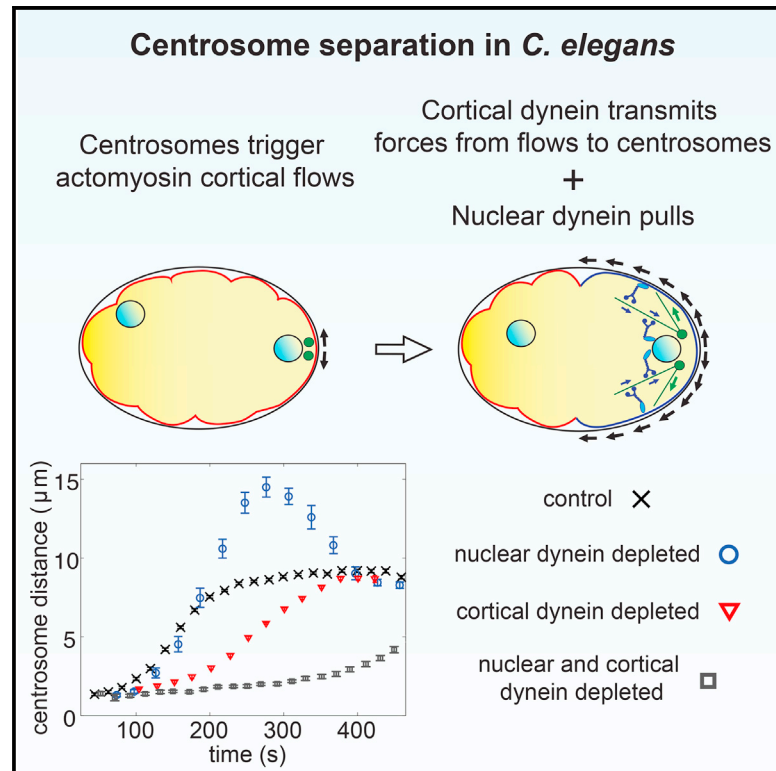 Centrosome separation in C. elegans
Centrosomes trigger
actomyosin cortical flows
Cortical dynein transmits
forces from flows to centrosomes
+
Nuclear dynein pulls
centrosome distance (µm)
15
10
5
0
100
200
300
400
time (s)
control
nuclear dynein depleted
cortical dynein depleted
nuclear and cortical
dynein depleted